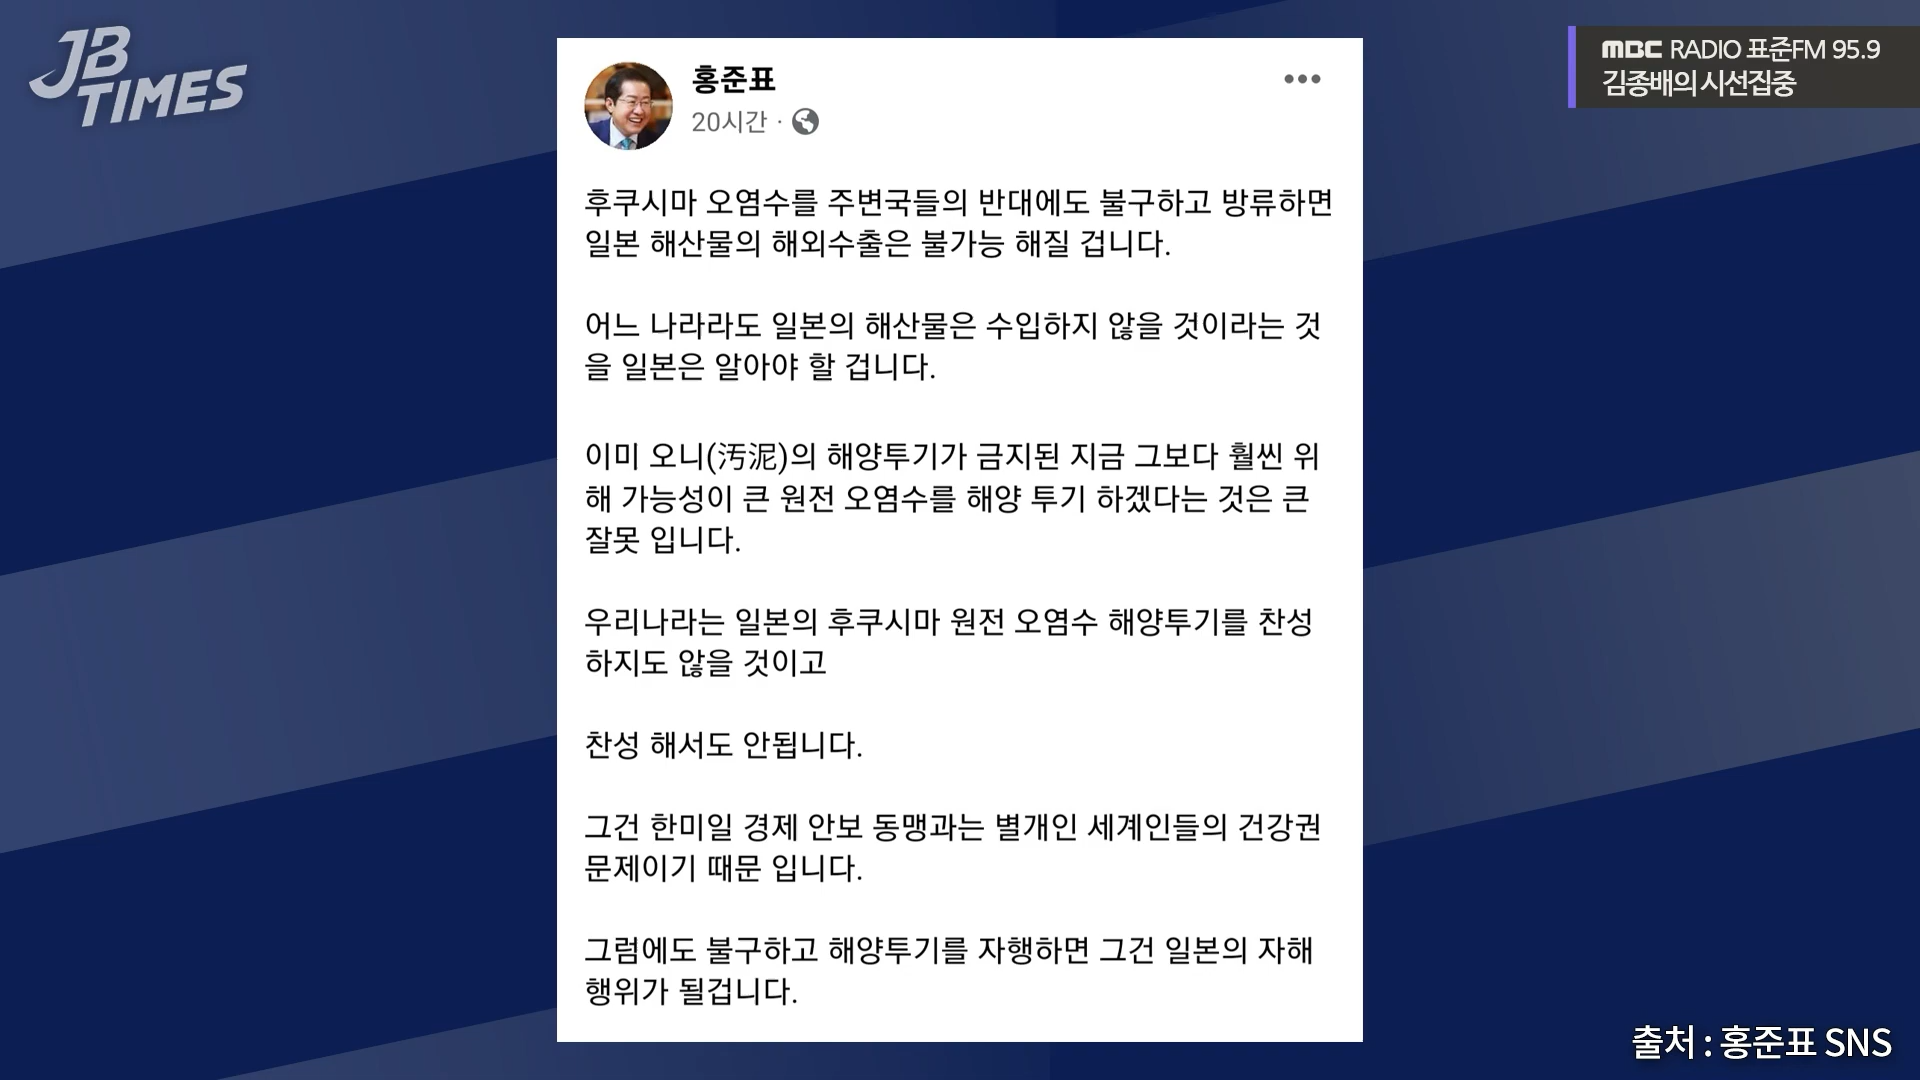 JB
TIMES
MBC RADIO 표준FM 95.9
김종배의 시선집중
홍준표
20시간 ·
후쿠시마 오염수를 주변국들의 반대에도 불구하고 방류하면
일본 해산물의 해외수출은 불가능 해질 겁니다.
어느 나라라도 일본의 해산물은 수입하지 않을 것이라는 것
을 일본은 알아야 할 겁니다.
이미 오니(汚泥)의 해양투기가 금지된 지금 그보다 훨씬 위
해 가능성이 큰 원전 오염수를 해양 투기 하겠다는 것은 큰
잘못 입니다.
우리나라는 일본의 후쿠시마 원전 오염수 해양투기를 찬성
하지도 않을 것이고
찬성 해서도 안됩니다.
그건 한미일 경제 안보 동맹과는 별개인 세계인들의 건강권
문제이기 때문 입니다.
그럼에도 불구하고 해양투기를 자행하면 그건 일본의 자해
행위가 될겁니다.
출처 : 홍준표 SNS